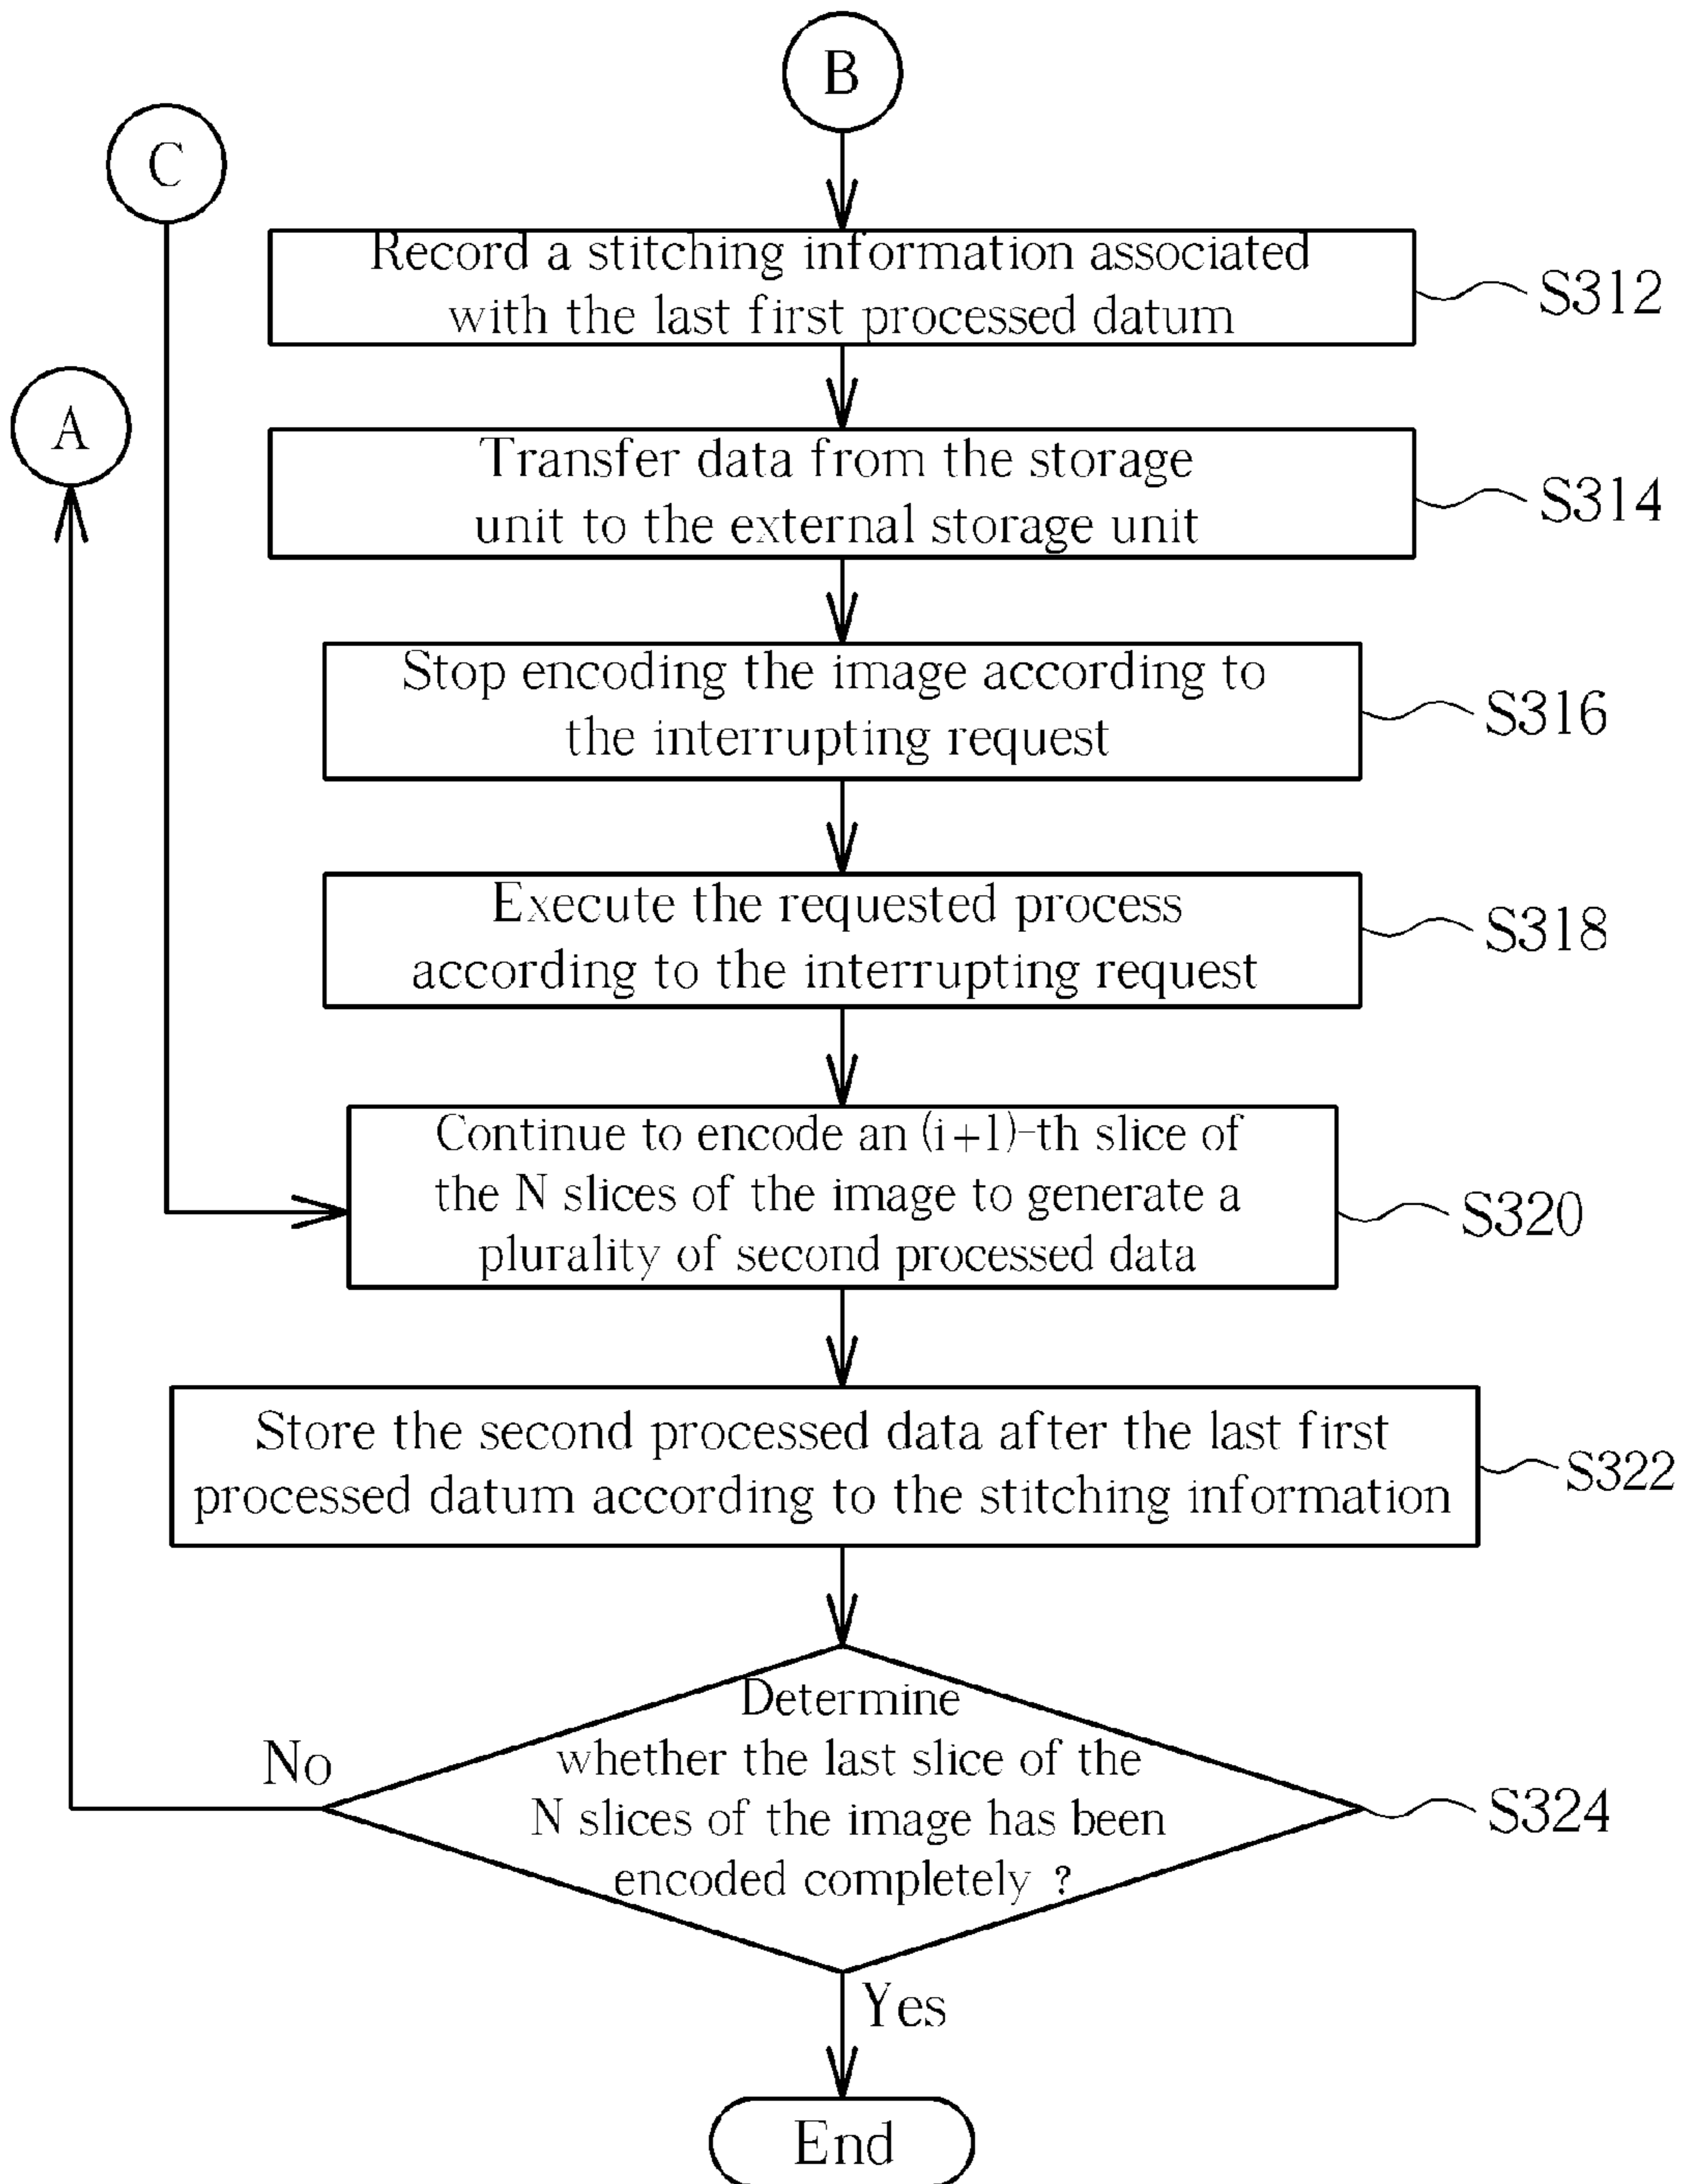 B
C
Record a stitching information associated
with the last first processed datum
S312
A
Transfer data from the storage
unit to the external storage unit
S314
Stop encoding the image according to
the interrupting request
S316
Execute the requested process
according to the interrupting request
S318
Continue to encode an (i+1)-th slice of
the N slices of the image to generate a
plurality of second processed data
S320
Store the second processed data after the last first
processed datum according to the stitching information
S322
Determine
whether the last slice of the
N slices of the image has been
encoded completely ?
No
S324
Yes
End